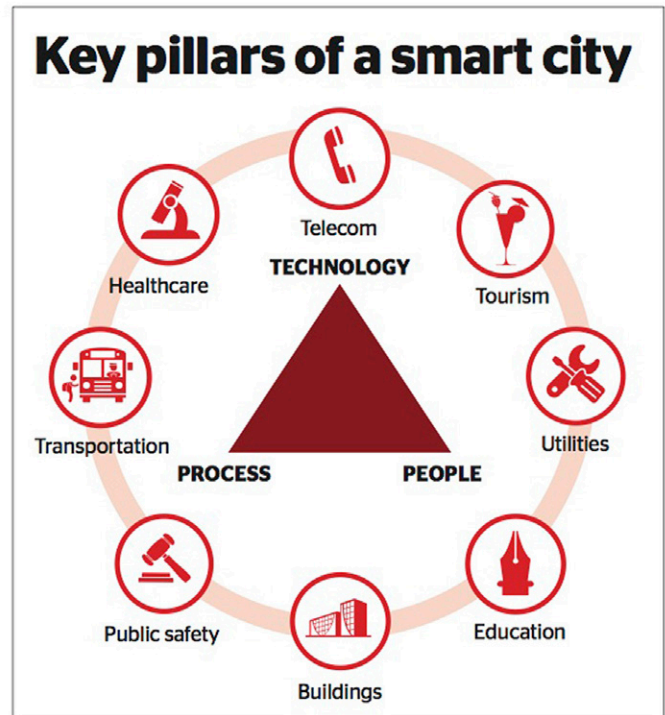 Key pillars of a smart city
Telecom
Healthcare
TECHNOLOGY
Tourism
Transportation
Utilities
PROCESS
PEOPLE
Public safety
Education
Buildings